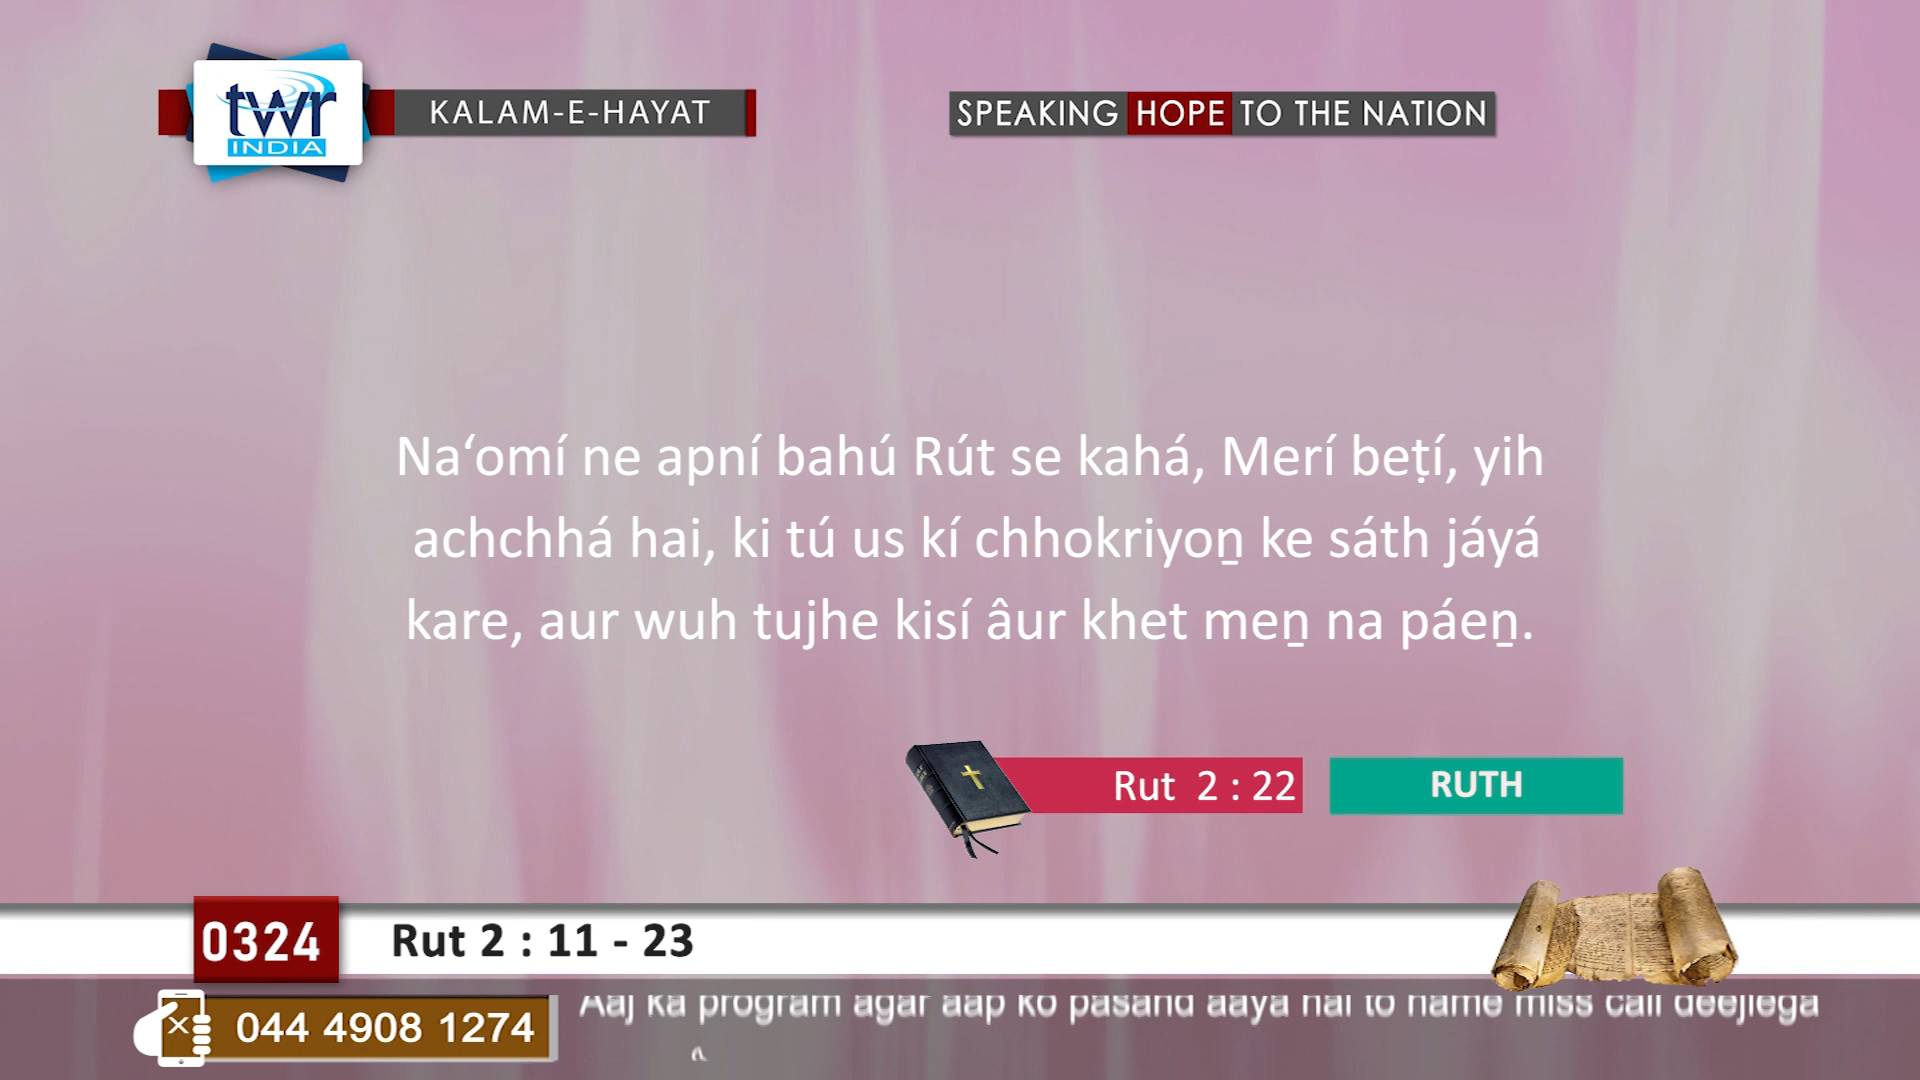 twr
INDIA
KALAM-E-HAYAT
SPEAKING HOPE TO THE NATION
Na‘omí ne apní bahú Rút se kahá, Merí beṭí, yih
achchhá hai, ki tú us kí chhokriyoṉ ke sáth jáyá
kare, aur wuh tujhe kisí âur khet meṉ na páeṉ.
Rut 2 : 22
RUTH
0324
Rut 2 : 11 - 23
044 4908 1274
Aaj ka program agar aap ko pasand aaya hai to hame miss call deejiega